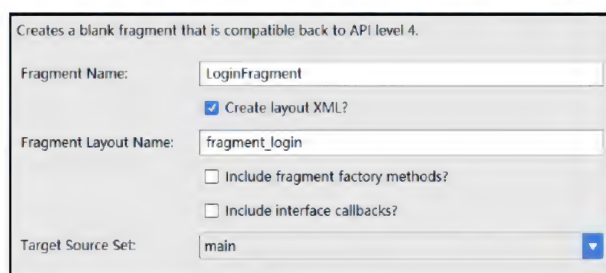 Creates a blank fragment that is compatible back to API level 4.
Fragment Name: LoginFragment
Create layout XML?
Fragment Layout Name: fragment_login
Include fragment factory methods?
Include interface callbacks?
Target Source Set: main